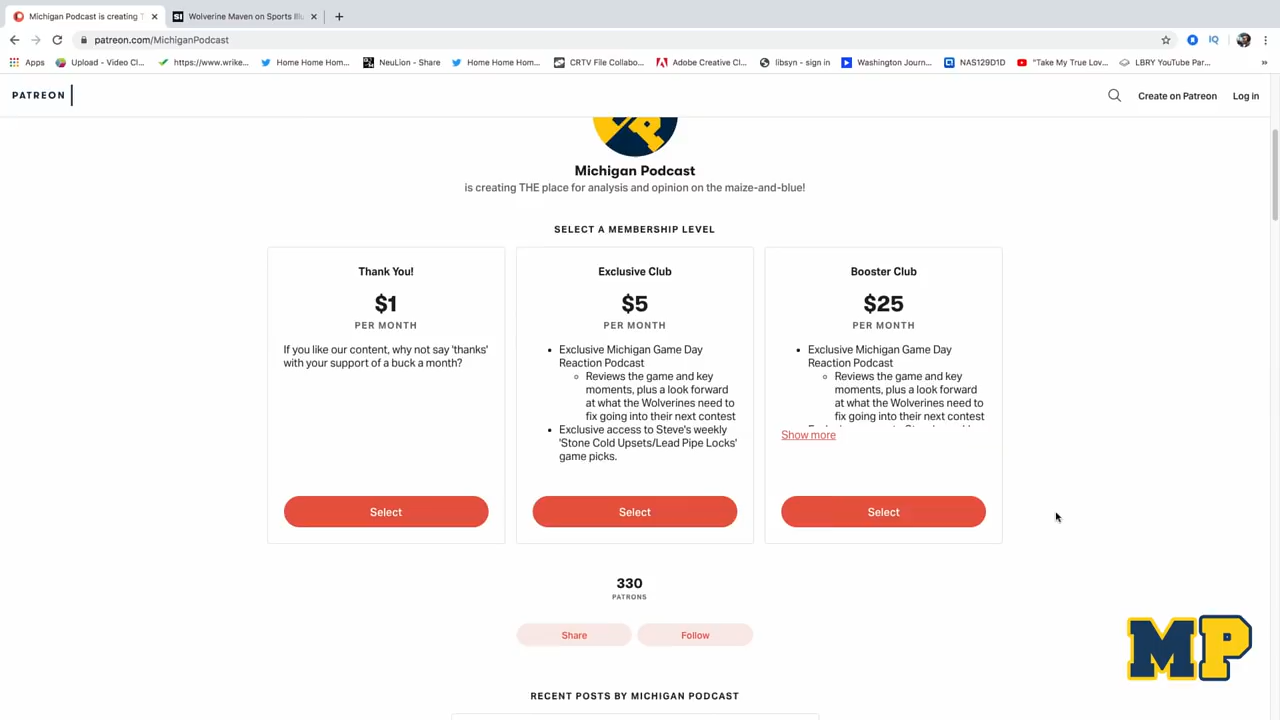 Michigan Podcast is creating T
Wolverine Maven on Sports Illu
patreon.com/MichiganPodcast
Apps
Upload - Video Cl...
https://www.wrike...
Home Home Hom...
NeuLion - Share
Home Home Hom...
CRTV File Collabo...
Adobe Creative Cl...
libsyn - sign in
Washington Journ...
NAS129D1D
"Take My True Lov...
LBRY YouTube Par...
PATREON
Create on Patreon
Log in
Michigan Podcast
is creating THE place for analysis and opinion on the maize-and-blue!
SELECT A MEMBERSHIP LEVEL
Thank You!
$1
PER MONTH
If you like our content, why not say 'thanks'
with your support of a buck a month?
Select
Exclusive Club
$5
PER MONTH
Exclusive Michigan Game Day
Reaction Podcast
Reviews the game and key
moments, plus a look forward
at what the Wolverines need to
fix going into their next contest
Exclusive access to Steve's weekly
'Stone Cold Upsets/Lead Pipe Locks'
game picks.
Select
Booster Club
$25
PER MONTH
Exclusive Michigan Game Day
Reaction Podcast
Reviews the game and key
moments, plus a look forward
at what the Wolverines need to
fix going into their next contest
Show more
Select
330
PATRONS
Share
Follow
MP
RECENT POSTS BY MICHIGAN PODCAST